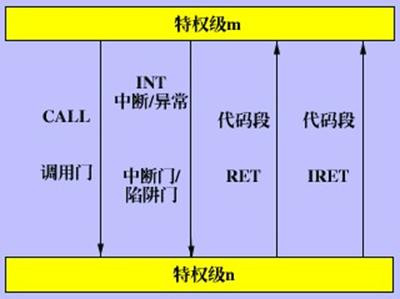 特权级m
CALL
调用门
INT
中断/异常
中断门/
陷阱门
代码段
RET
代码段
IRET
特权级n